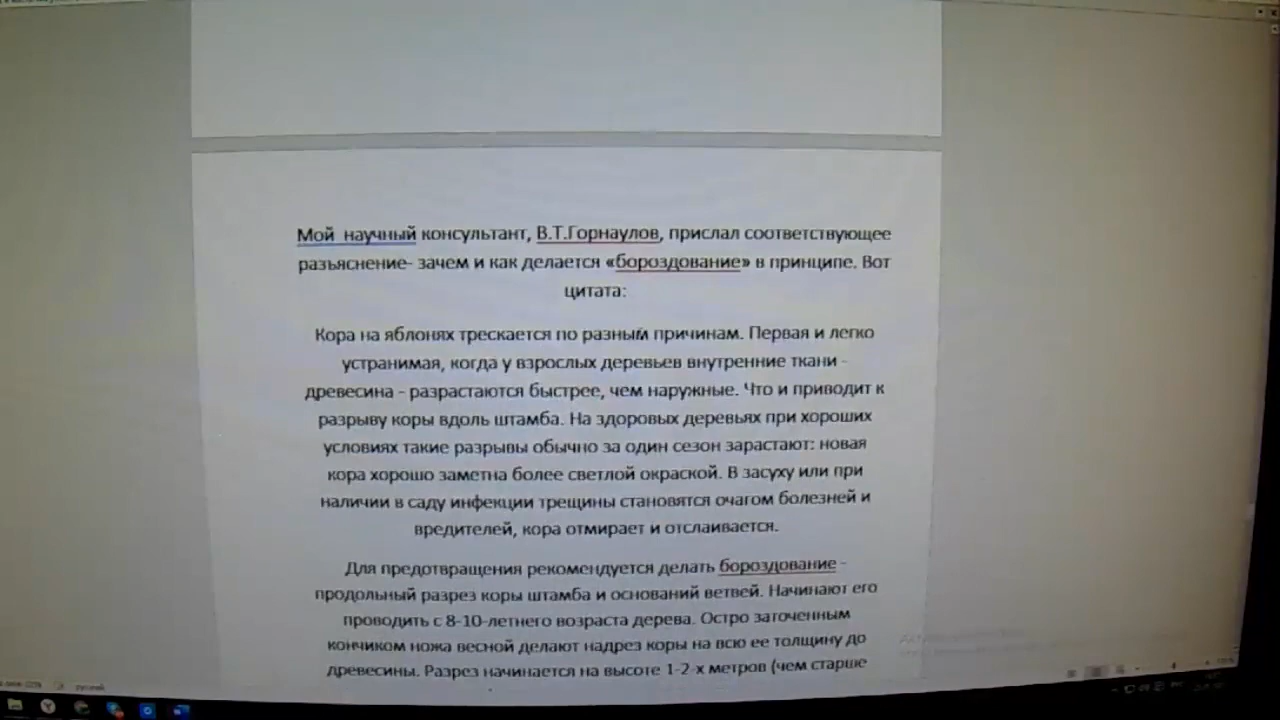 Мой  научный консультант, В.Т.Горнаулов, прислал соответствующее
разъяснение- зачем и как делается «бороздование» в принципе. Вот
цитата:
Кора на яблонях трескается по разным причинам. Первая и легко
устранимая, когда у взрослых деревьев внутренние ткани -
древесина - разрастаются быстрее, чем наружные. Что и приводит к
разрыву коры вдоль штамба. На здоровых деревьях при хороших
условиях такие разрывы обычно за один сезон зарастают: новая
кора хорошо заметна более светлой окраской. В засуху или при
наличии в саду инфекции трещины становятся очагом болезней и
вредителей, кора отмирает и отслаивается.
Для предотвращения рекомендуется делать бороздование -
продольный разрез коры штамба и оснований ветвей. Начинают его
проводить с 8-10-летнего возраста дерева. Остро заточенным
кончиком ножа весной делают надрез коры на всю ее толщину до
древесины. Разрез начинается на высоте 1-2-х метров (чем старше
русский